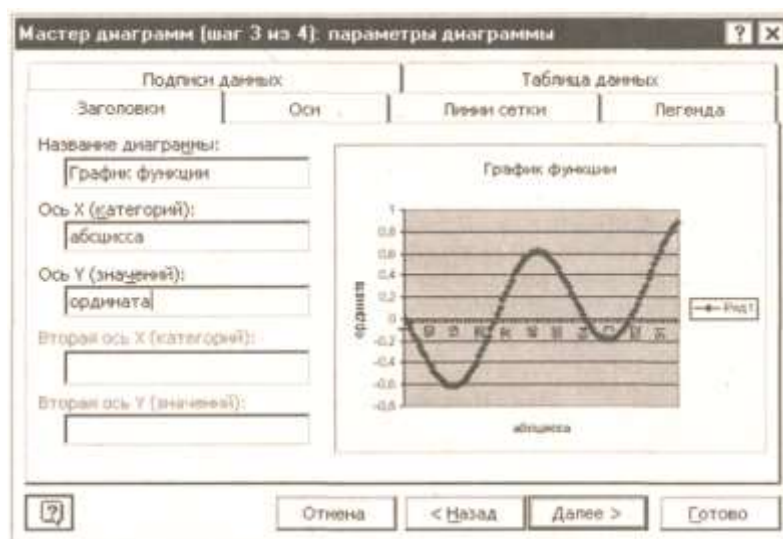 Мастер диаграмм (шаг 3 из 4): параметры диаграммы
Подписи данных
Таблица данных
Заголовки
Оси
Линии сетки
Легенда
Название диаграммы:
График функции
Ось X (категорий):
абсцисса
Ось Y (значений):
ордината
Вторая ось X (категорий):
Вторая ось Y (значений):
График функции
1
0,8
0,6
0,4
0,2
0
-0,2
-0,4
-0,6
-0,8
ордината
абсцисса
Ряд1
Отмена
< Назад
Далее >
Готово